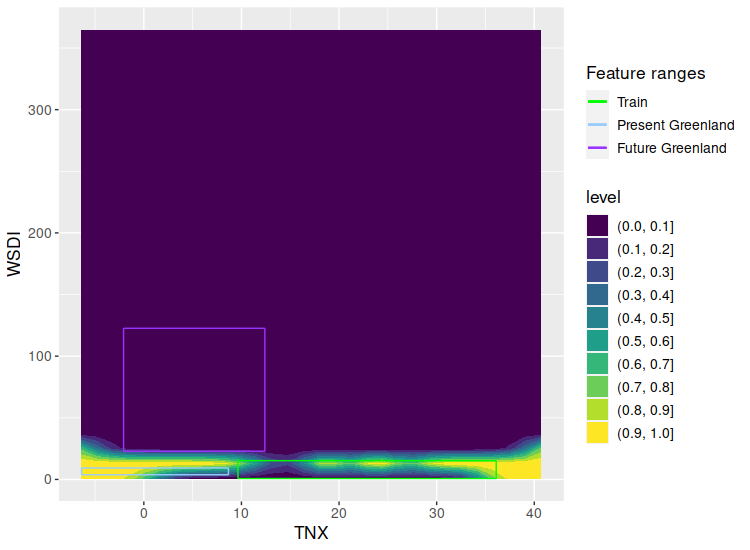 300
200
100
0
WSDI
0
10
20
30
40
TNX
Feature ranges
Train
Present Greenland
Future Greenland
level
(0.0, 0.1]
(0.1, 0.2]
(0.2, 0.3]
(0.3, 0.4]
(0.4, 0.5]
(0.5, 0.6]
(0.6, 0.7]
(0.7, 0.8]
(0.8, 0.9]
(0.9, 1.0]